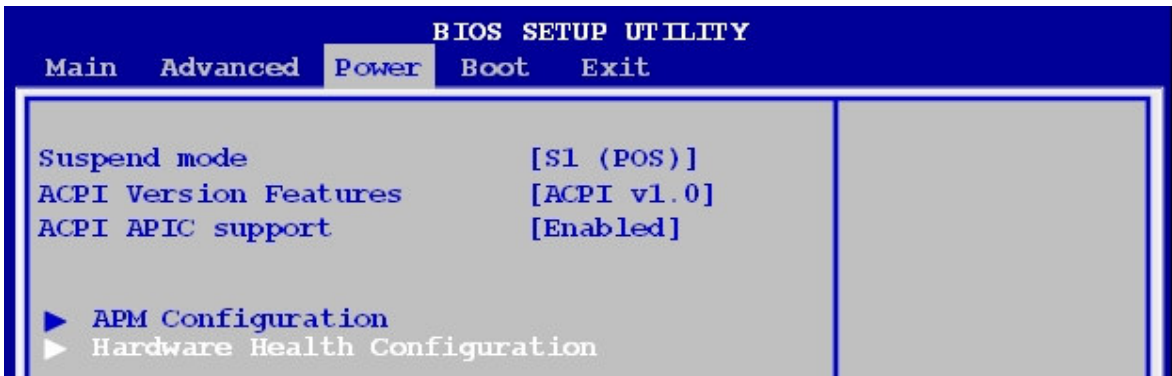 BIOS SETUP UTILITY
Main Advanced Power Boot Exit
Suspend mode [S1 (POS)]
ACPI Version Features [ACPI v1.0]
ACPI APIC support [Enabled]
▶ APM Configuration
▶ Hardware Health Configuration